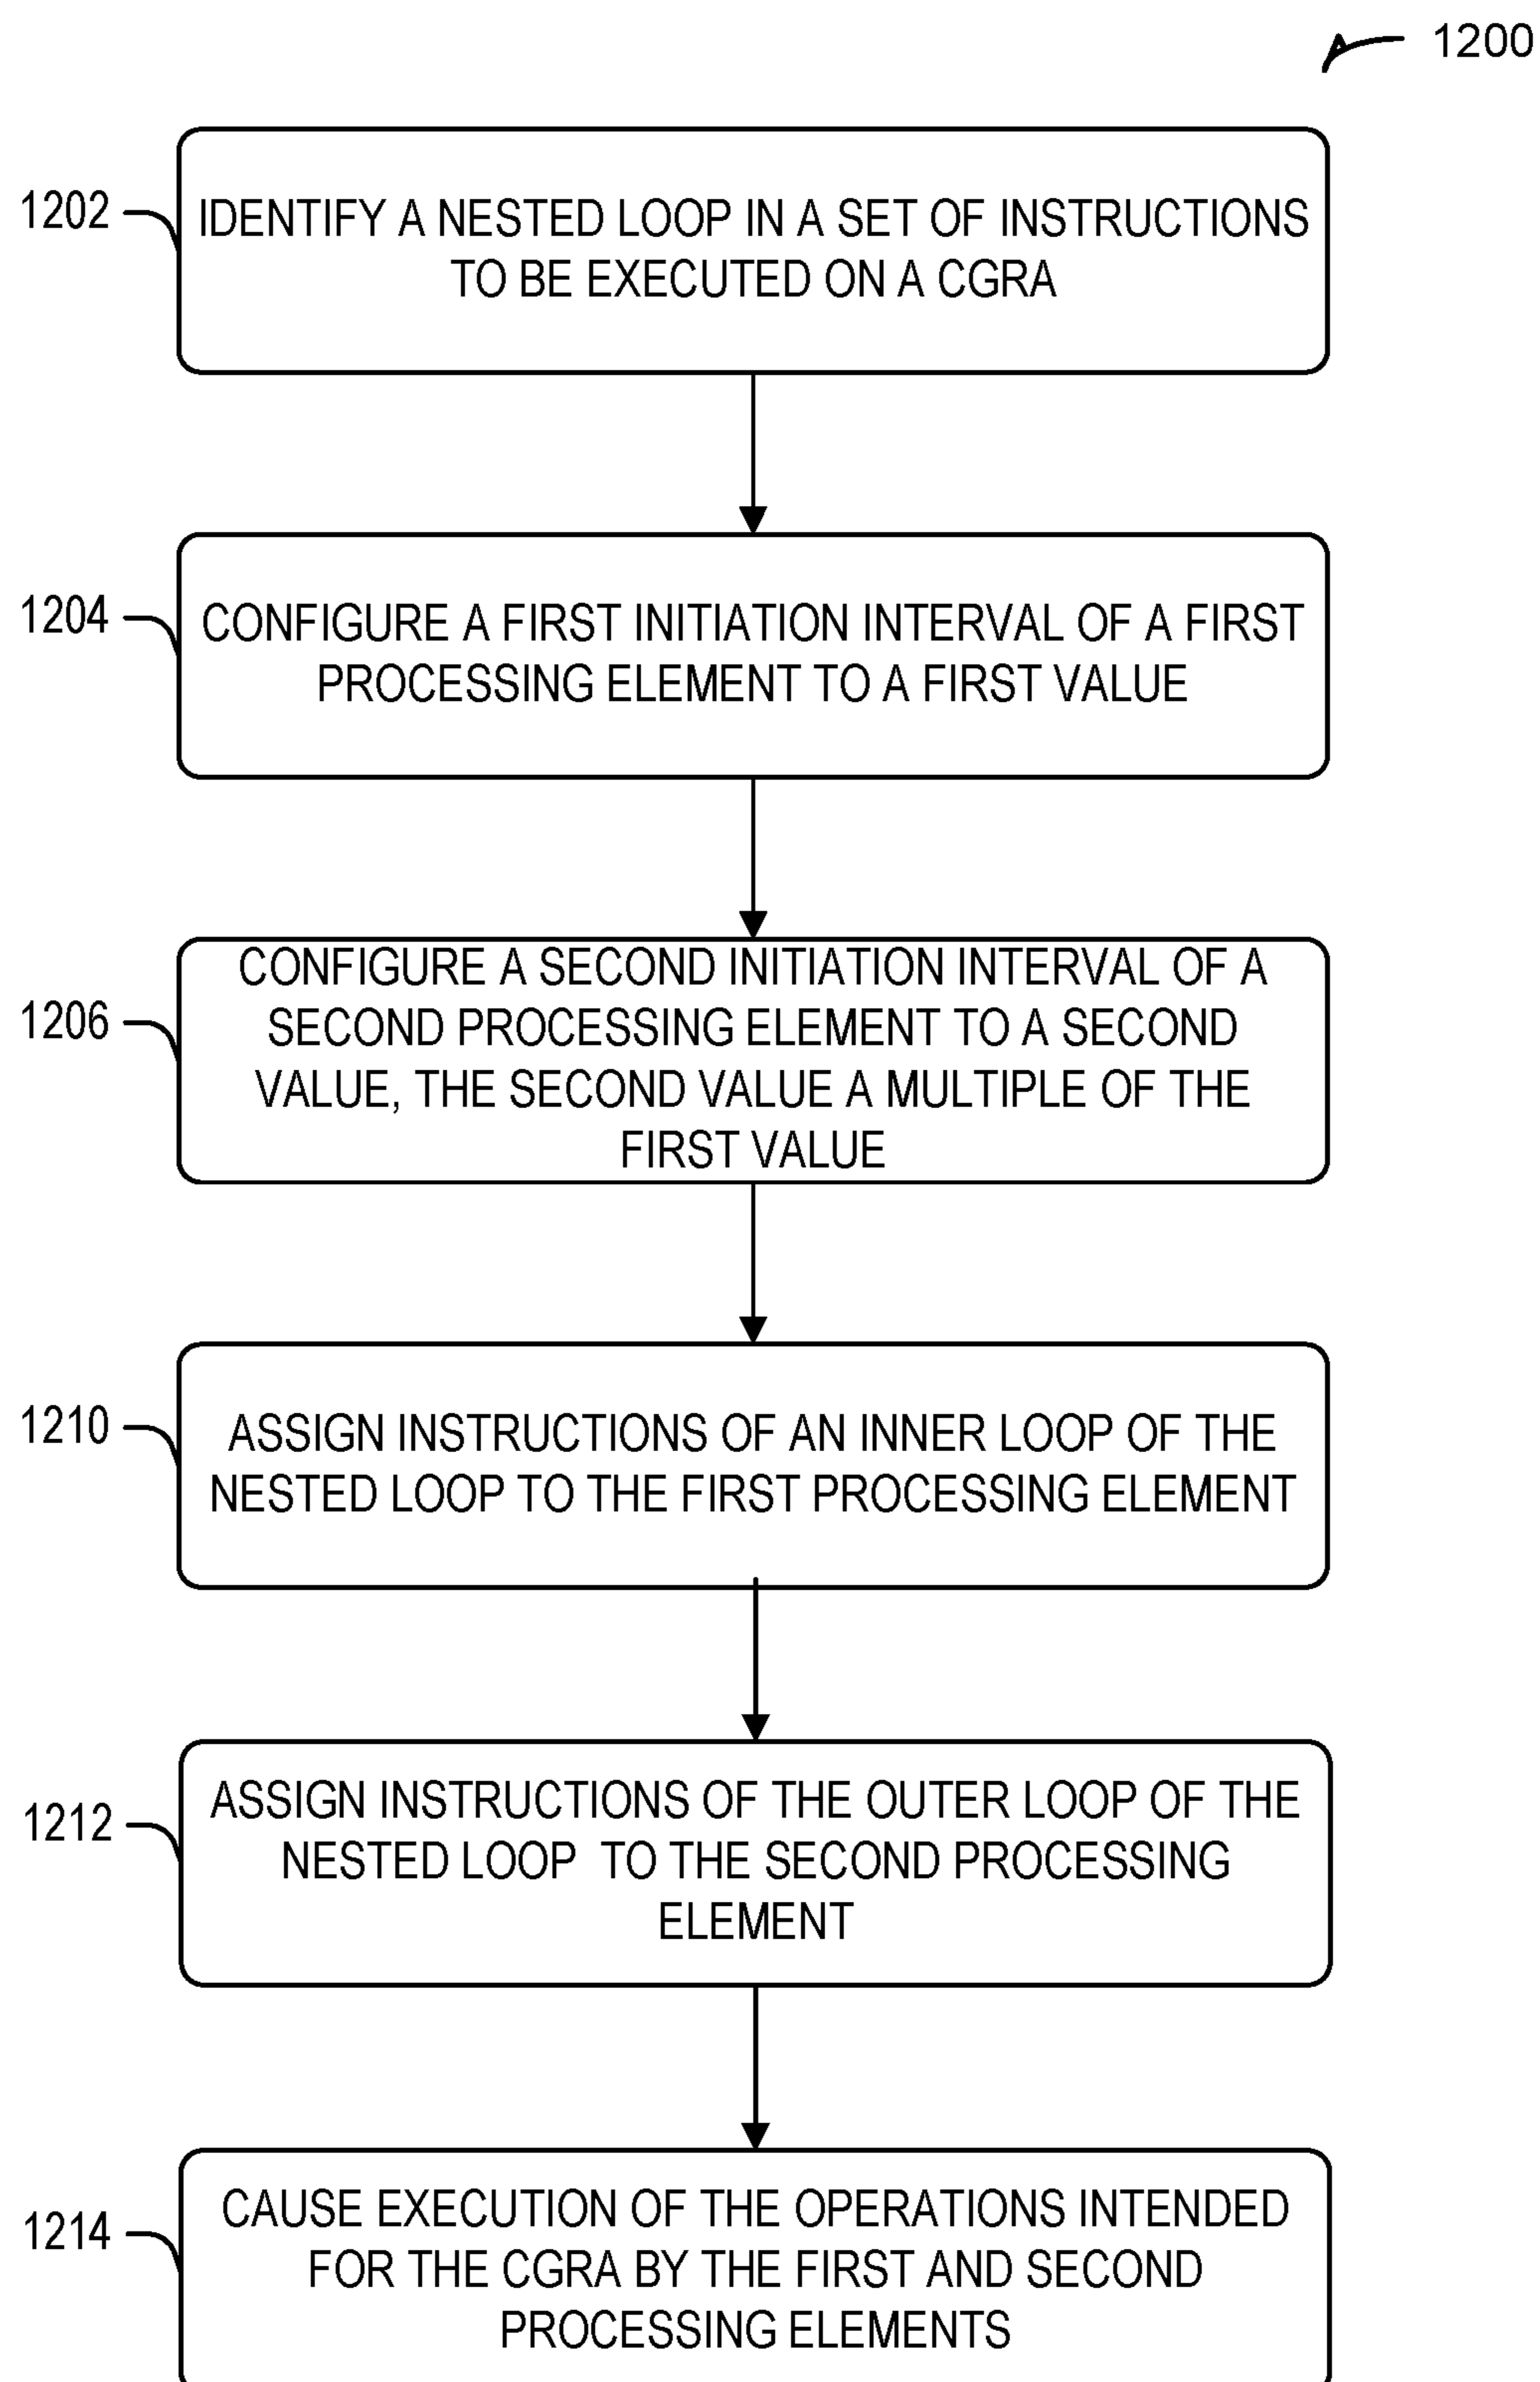 1200
1202
IDENTIFY A NESTED LOOP IN A SET OF INSTRUCTIONS
TO BE EXECUTED ON A CGRA
1204
CONFIGURE A FIRST INITIATION INTERVAL OF A FIRST
PROCESSING ELEMENT TO A FIRST VALUE
1206
CONFIGURE A SECOND INITIATION INTERVAL OF A
SECOND PROCESSING ELEMENT TO A SECOND
VALUE, THE SECOND VALUE A MULTIPLE OF THE
FIRST VALUE
1210
ASSIGN INSTRUCTIONS OF AN INNER LOOP OF THE
NESTED LOOP TO THE FIRST PROCESSING ELEMENT
1212
ASSIGN INSTRUCTIONS OF THE OUTER LOOP OF THE
NESTED LOOP  TO THE SECOND PROCESSING
ELEMENT
1214
CAUSE EXECUTION OF THE OPERATIONS INTENDED
FOR THE CGRA BY THE FIRST AND SECOND
PROCESSING ELEMENTS